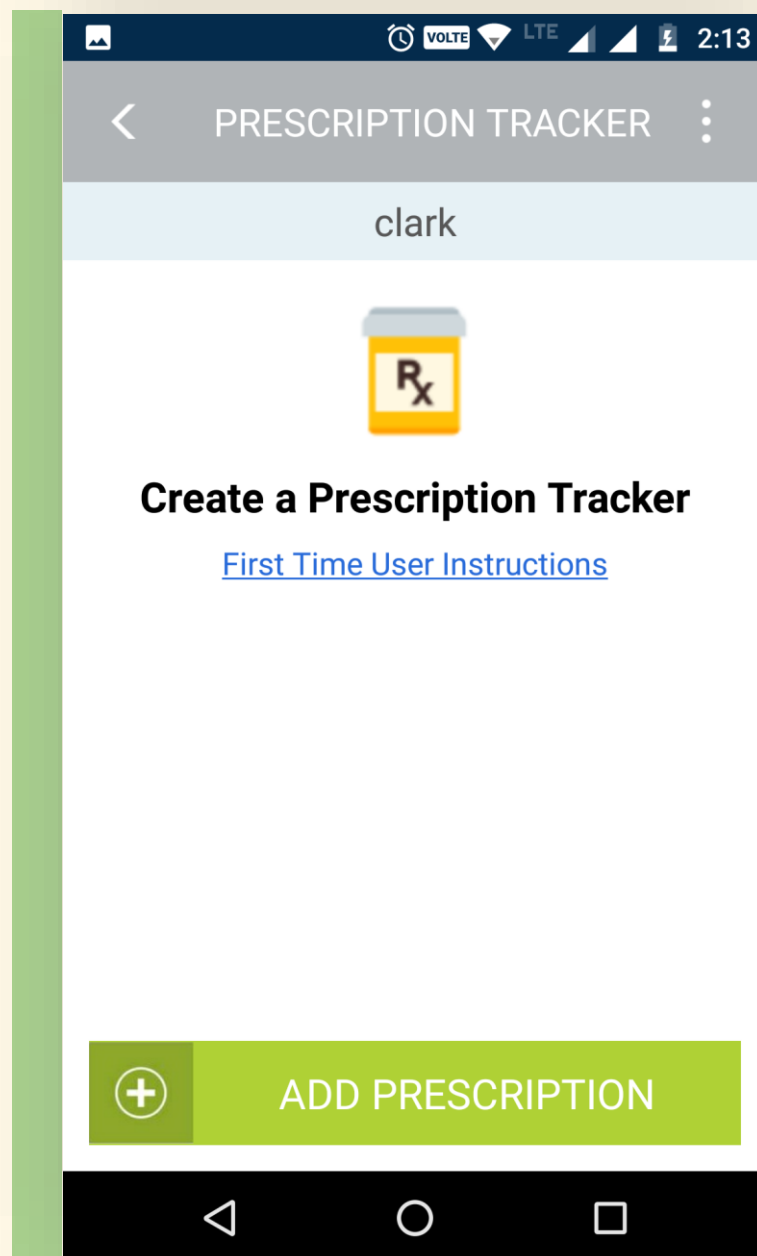 VOLTE LTE 2:13
PRESCRIPTION TRACKER
clark
Rx
Create a Prescription Tracker
First Time User Instructions
ADD PRESCRIPTION